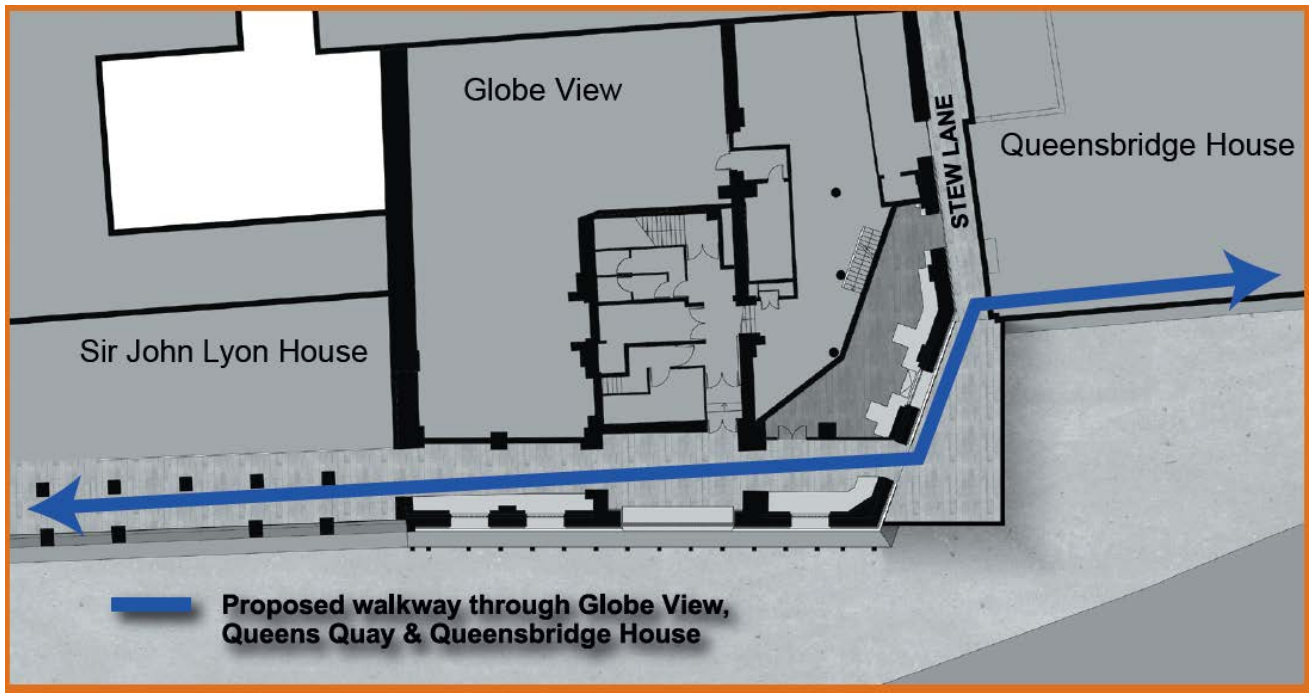 Globe View
STEW LANE
Queensbridge House
Sir John Lyon House
Proposed walkway through Globe View,
Queens Quay & Queensbridge House